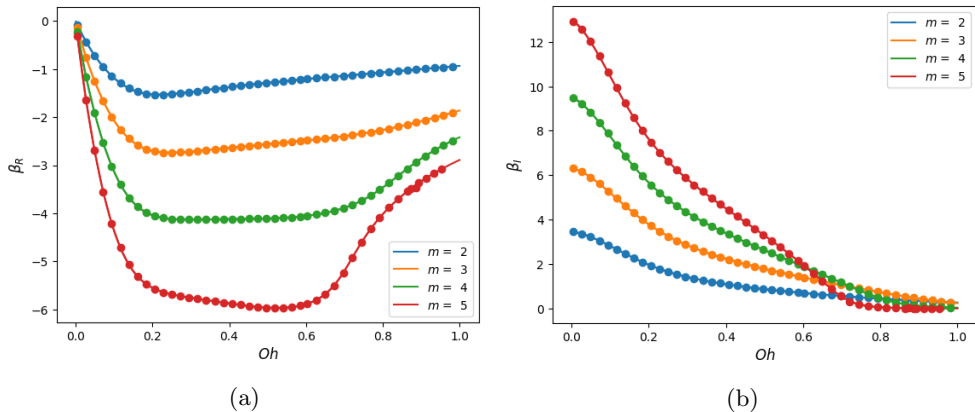 0
−1
−2
−3
−4
−5
−6
β_R
0.0 0.2 0.4 0.6 0.8 1.0
Oh
m = 2
m = 3
m = 4
m = 5
(a)
12
10
8
6
4
2
0
β_I
0.0 0.2 0.4 0.6 0.8 1.0
Oh
m = 2
m = 3
m = 4
m = 5
(b)